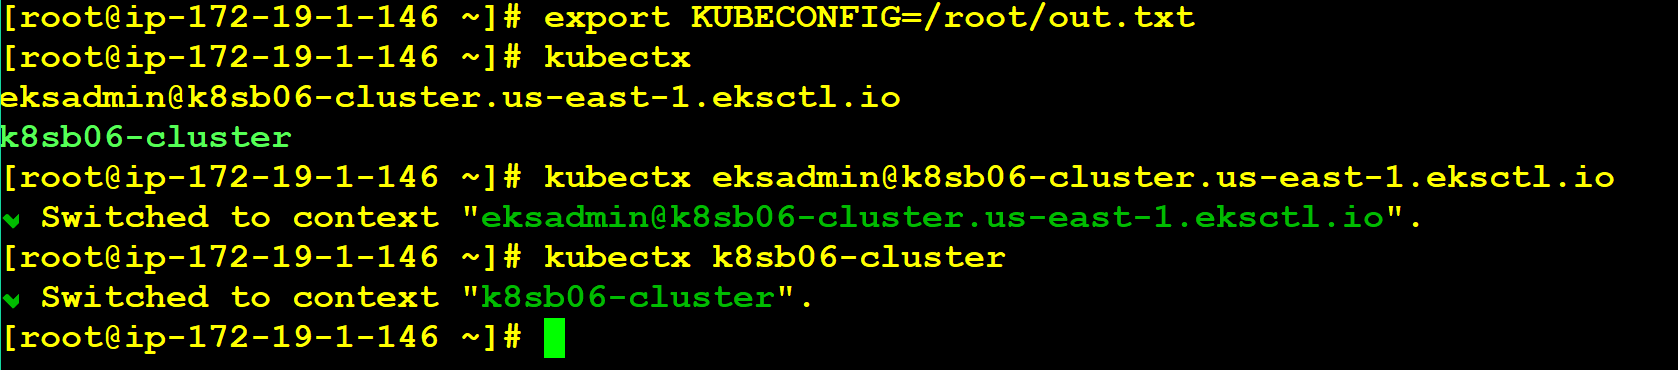 [root@ip-172-19-1-146 ~]# export KUBECONFIG=/root/out.txt
[root@ip-172-19-1-146 ~]# kubectx
eksadmin@k8sb06-cluster.us-east-1.eksctl.io
k8sb06-cluster
[root@ip-172-19-1-146 ~]# kubectx eksadmin@k8sb06-cluster.us-east-1.eksctl.io
✔ Switched to context "eksadmin@k8sb06-cluster.us-east-1.eksctl.io".
[root@ip-172-19-1-146 ~]# kubectx k8sb06-cluster
✔ Switched to context "k8sb06-cluster".
[root@ip-172-19-1-146 ~]#